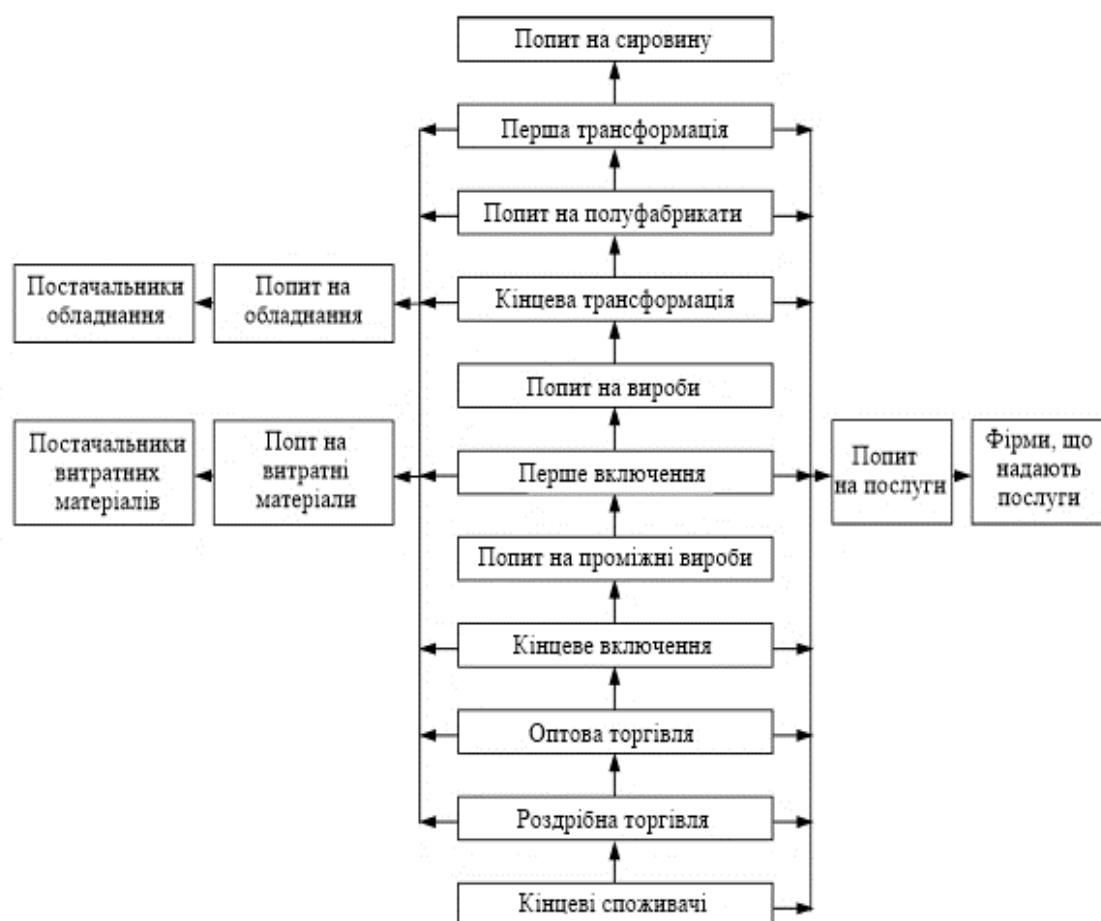 Попит на сировину
Перша трансформація
Попит на полуфабрикати
Постачальники
обладнання
Попит на
обладнання
Кінцева трансформація
Попит на вироби
Постачальники
витратних
матеріалів
Попт на
витратні
матеріали
Перше включення
Попит
на послуги
Фірми, що
надають
послуги
Попит на проміжні вироби
Кінцеве включення
Оптова торгівля
Роздрібна торгівля
Кінцеві споживачі